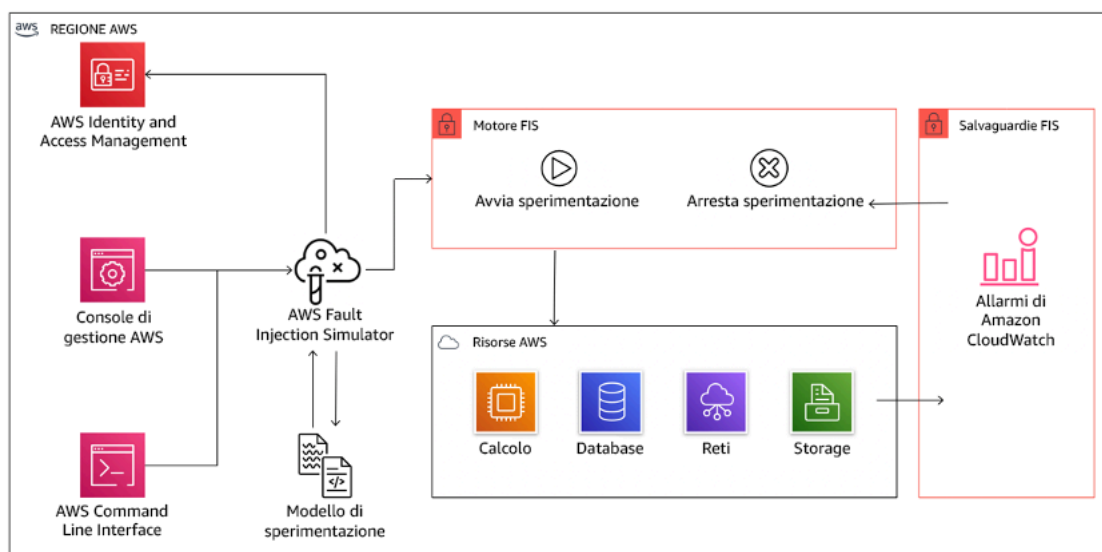 aws
REGIONE AWS
AWS Identity and
Access Management
Motore FIS
Salvaguardie FIS
Avvia sperimentazione
Arresta sperimentazione
Console di
gestione AWS
AWS Fault
Injection Simulator
Allarmi di
Amazon
CloudWatch
Risorse AWS
Calcolo
Database
Reti
Storage
AWS Command
Line Interface
Modello di
sperimentazione